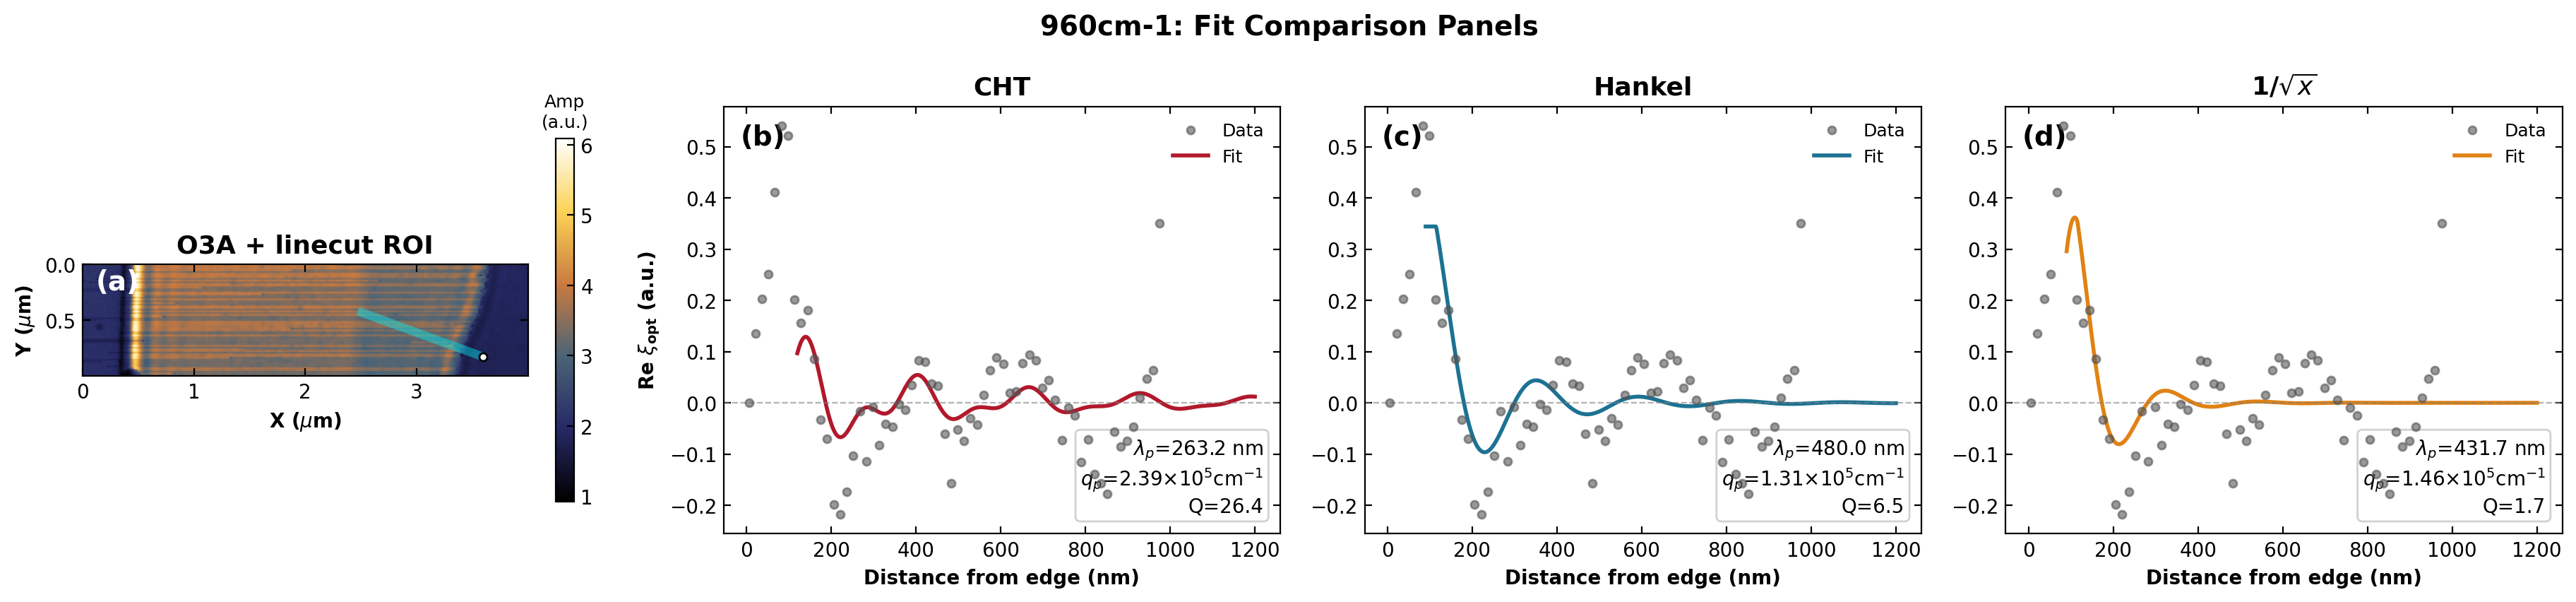 960cm-1: Fit Comparison Panels
O3A + linecut ROI
(a)
Y (μm)
0.0
0.5
0 1 2 3
X (μm)
Amp
(a.u.)
6
5
4
3
2
1
CHT
(b)
Data
Fit
Re ξopt (a.u.)
0.5
0.4
0.3
0.2
0.1
0.0
−0.1
−0.2
λp=263.2 nm
qp=2.39×10⁵cm⁻¹
Q=26.4
0 200 400 600 800 1000 1200
Distance from edge (nm)
Hankel
(c)
Data
Fit
0.5
0.4
0.3
0.2
0.1
0.0
−0.1
−0.2
λp=480.0 nm
qp=1.31×10⁵cm⁻¹
Q=6.5
0 200 400 600 800 1000 1200
Distance from edge (nm)
1/√x
(d)
Data
Fit
0.5
0.4
0.3
0.2
0.1
0.0
−0.1
−0.2
λp=431.7 nm
qp=1.46×10⁵cm⁻¹
Q=1.7
0 200 400 600 800 1000 1200
Distance from edge (nm)